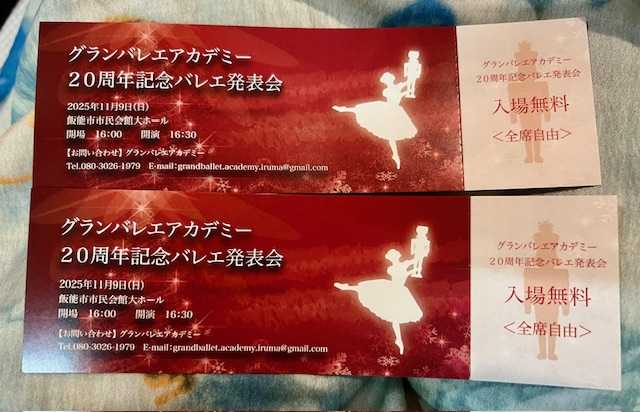 グランバレエアカデミー
20周年記念バレエ発表会
2025年11月9日(日)
飯能市市民会館大ホール
開場 16:00 開演 16:30
【お問い合わせ】グランバレエアカデミー
Tel.080-3026-1979 E-mail:grandballet.academy.iruma@gmail.com
グランバレエアカデミー
20周年記念バレエ発表会
入場無料
<全席自由>
グランバレエアカデミー
20周年記念バレエ発表会
2025年11月9日(日)
飯能市市民会館大ホール
開場 16:00 開演 16:30
【お問い合わせ】グランバレエアカデミー
Tel.080-3026-1979 E-mail:grandballet.academy.iruma@gmail.com
グランバレエアカデミー
20周年記念バレエ発表会
入場無料
<全席自由>